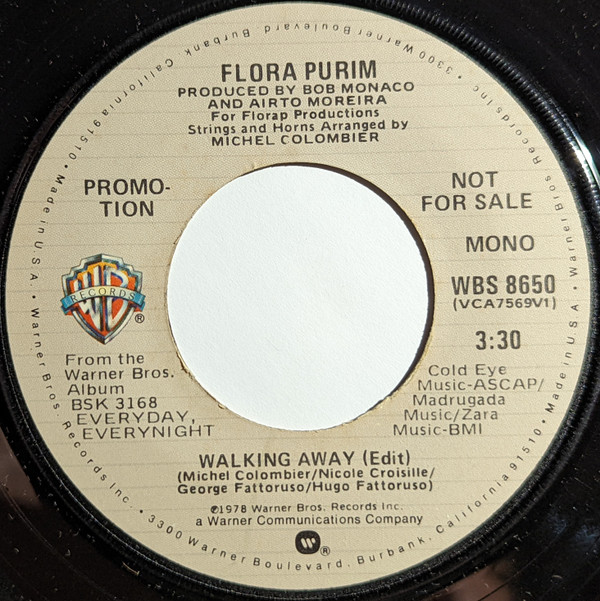 FLORA PURIM
PRODUCED BY BOB MONACO
AND AIRTO MOREIRA
For Florap Productions
Strings and Horns Arranged by
MICHEL COLOMBIER
PROMO-
TION
NOT
FOR SALE
MONO
WBS 8650
(VCA7569V1)
3:30
WB
RECORDS
®
From the
Warner Bros.
Album
BSK 3168
EVERYDAY,
EVERYNIGHT
Cold Eye
Music-ASCAP/
Madrugada
Music/Zara
Music-BMI
WALKING AWAY (Edit)
(Michel Colombier/Nicole Croisille/
George Fattoruso/Hugo Fattoruso)
℗1978 Warner Bros. Records Inc.
a Warner Communications Company
W®
• Made in U.S.A. • Warner Bros. Records Inc. • 3300 Warner Boulevard, Burbank, California 91510 • Made in U.S.A. • Warner Bros. Records Inc. • 3300 Warner Boulevard, Burbank, California 91510